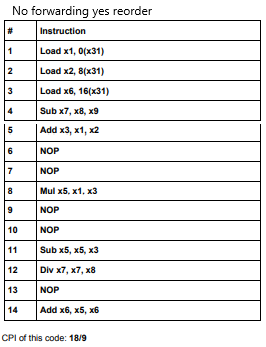 No forwarding yes reorder
# Instruction
1 Load x1, 0(x31)
2 Load x2, 8(x31)
3 Load x6, 16(x31)
4 Sub x7, x8, x9
5 Add x3, x1, x2
6 NOP
7 NOP
8 Mul x5, x1, x3
9 NOP
10 NOP
11 Sub x5, x5, x3
12 Div x7, x7, x8
13 NOP
14 Add x6, x5, x6
CPI of this code: 18/9